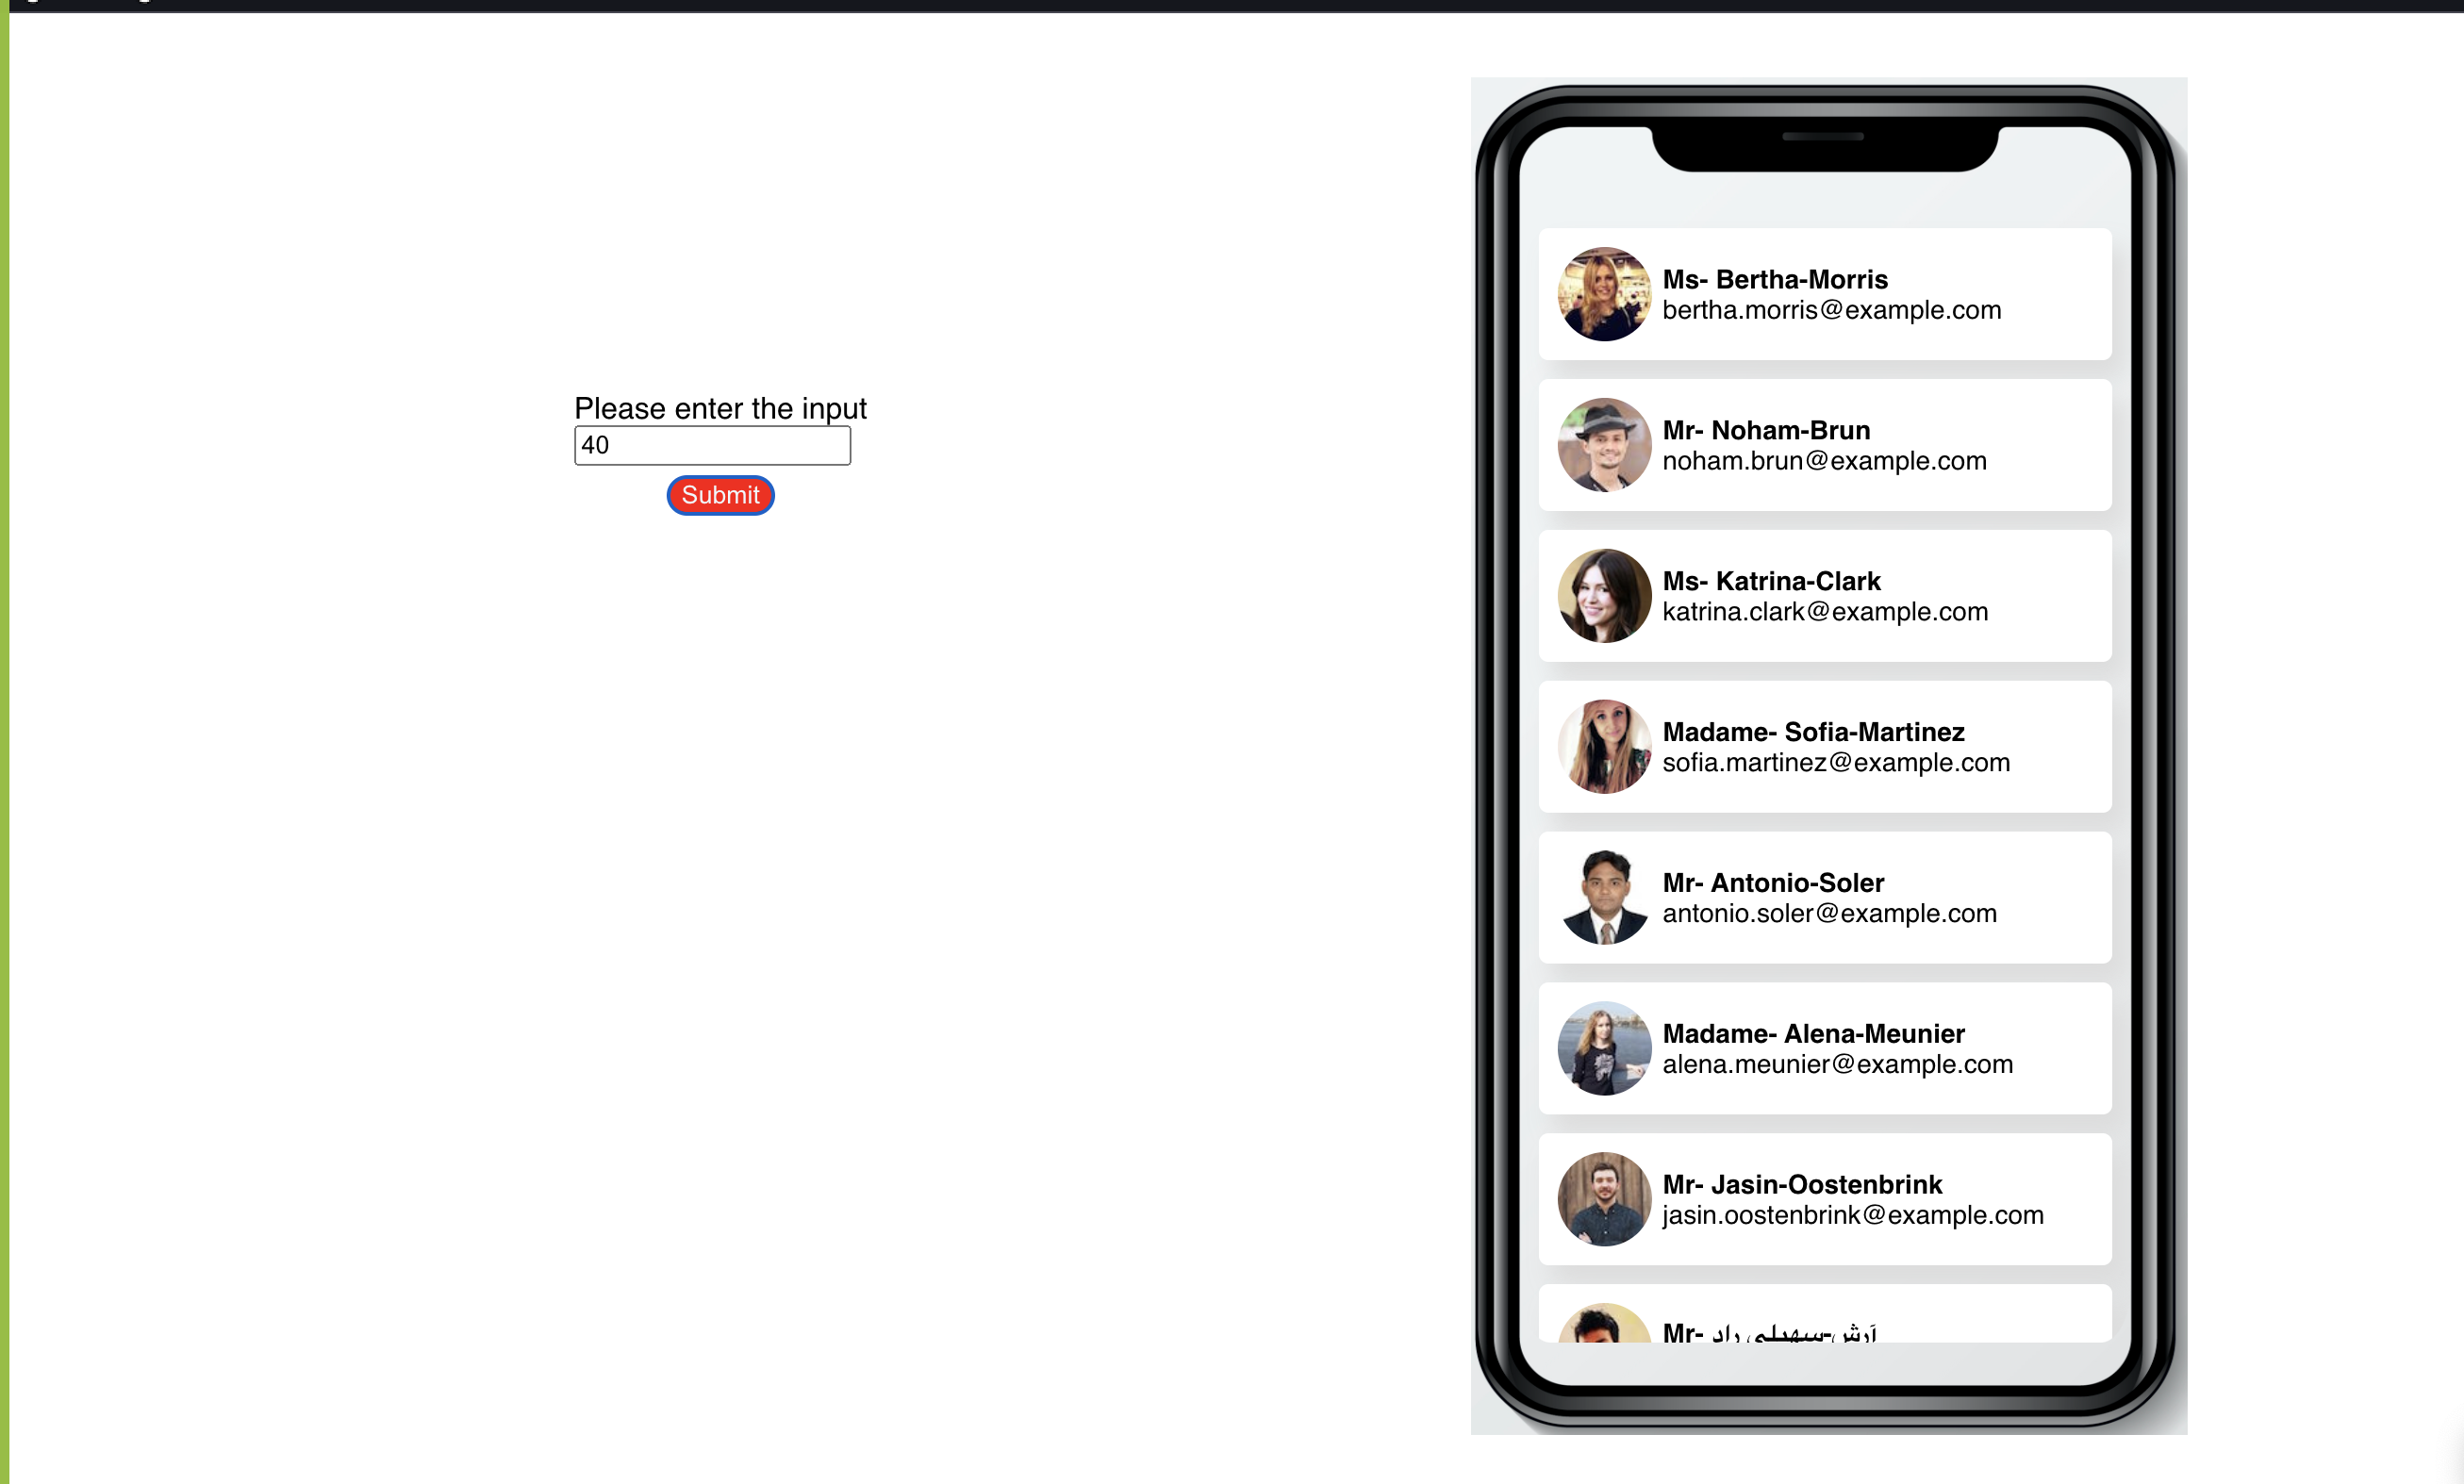 Please enter the input
40
Submit
Ms- Bertha-Morris
bertha.morris@example.com
Mr- Noham-Brun
noham.brun@example.com
Ms- Katrina-Clark
katrina.clark@example.com
Madame- Sofia-Martinez
sofia.martinez@example.com
Mr- Antonio-Soler
antonio.soler@example.com
Madame- Alena-Meunier
alena.meunier@example.com
Mr- Jasin-Oostenbrink
jasin.oostenbrink@example.com
Mr- آرش-سهیلی راد